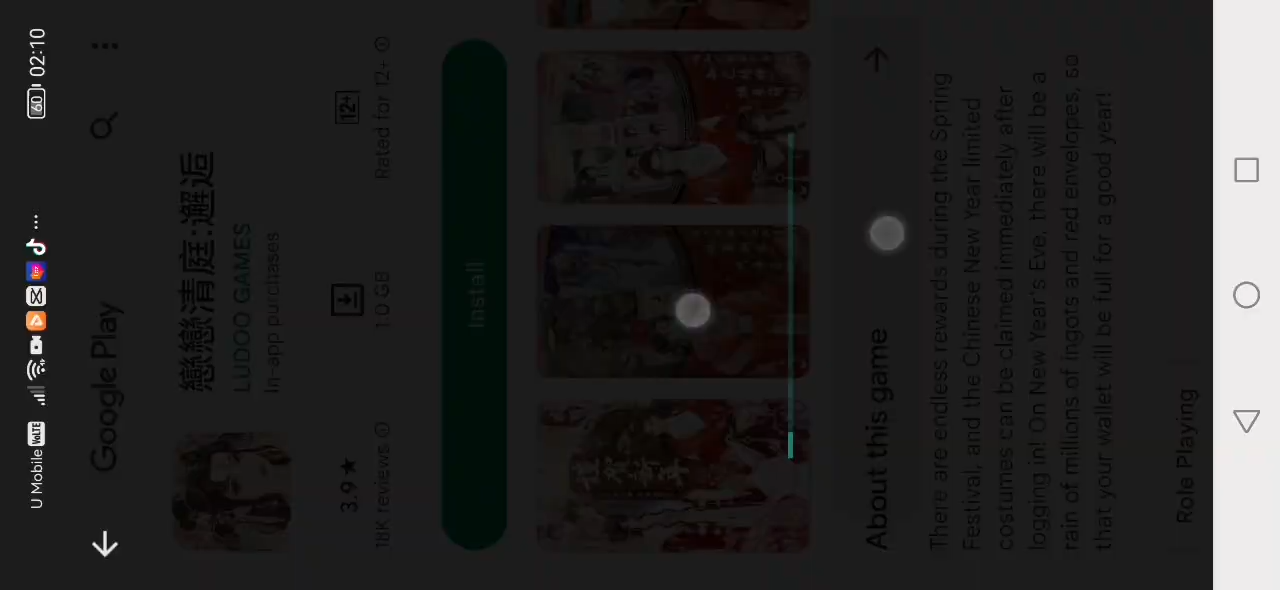 U Mobile VoLTE
60 02:10
Google Play
戀戀清庭:邂逅
LUDOO GAMES
In-app purchases
3.9★
18K reviews
1.0 GB
12+
Rated for 12+
Install
About this game
There are endless rewards during the Spring
Festival, and the Chinese New Year limited
costumes can be claimed immediately after
logging in! On New Year's Eve, there will be a
rain of millions of ingots and red envelopes, so
that your wallet will be full for a good year!
Role Playing